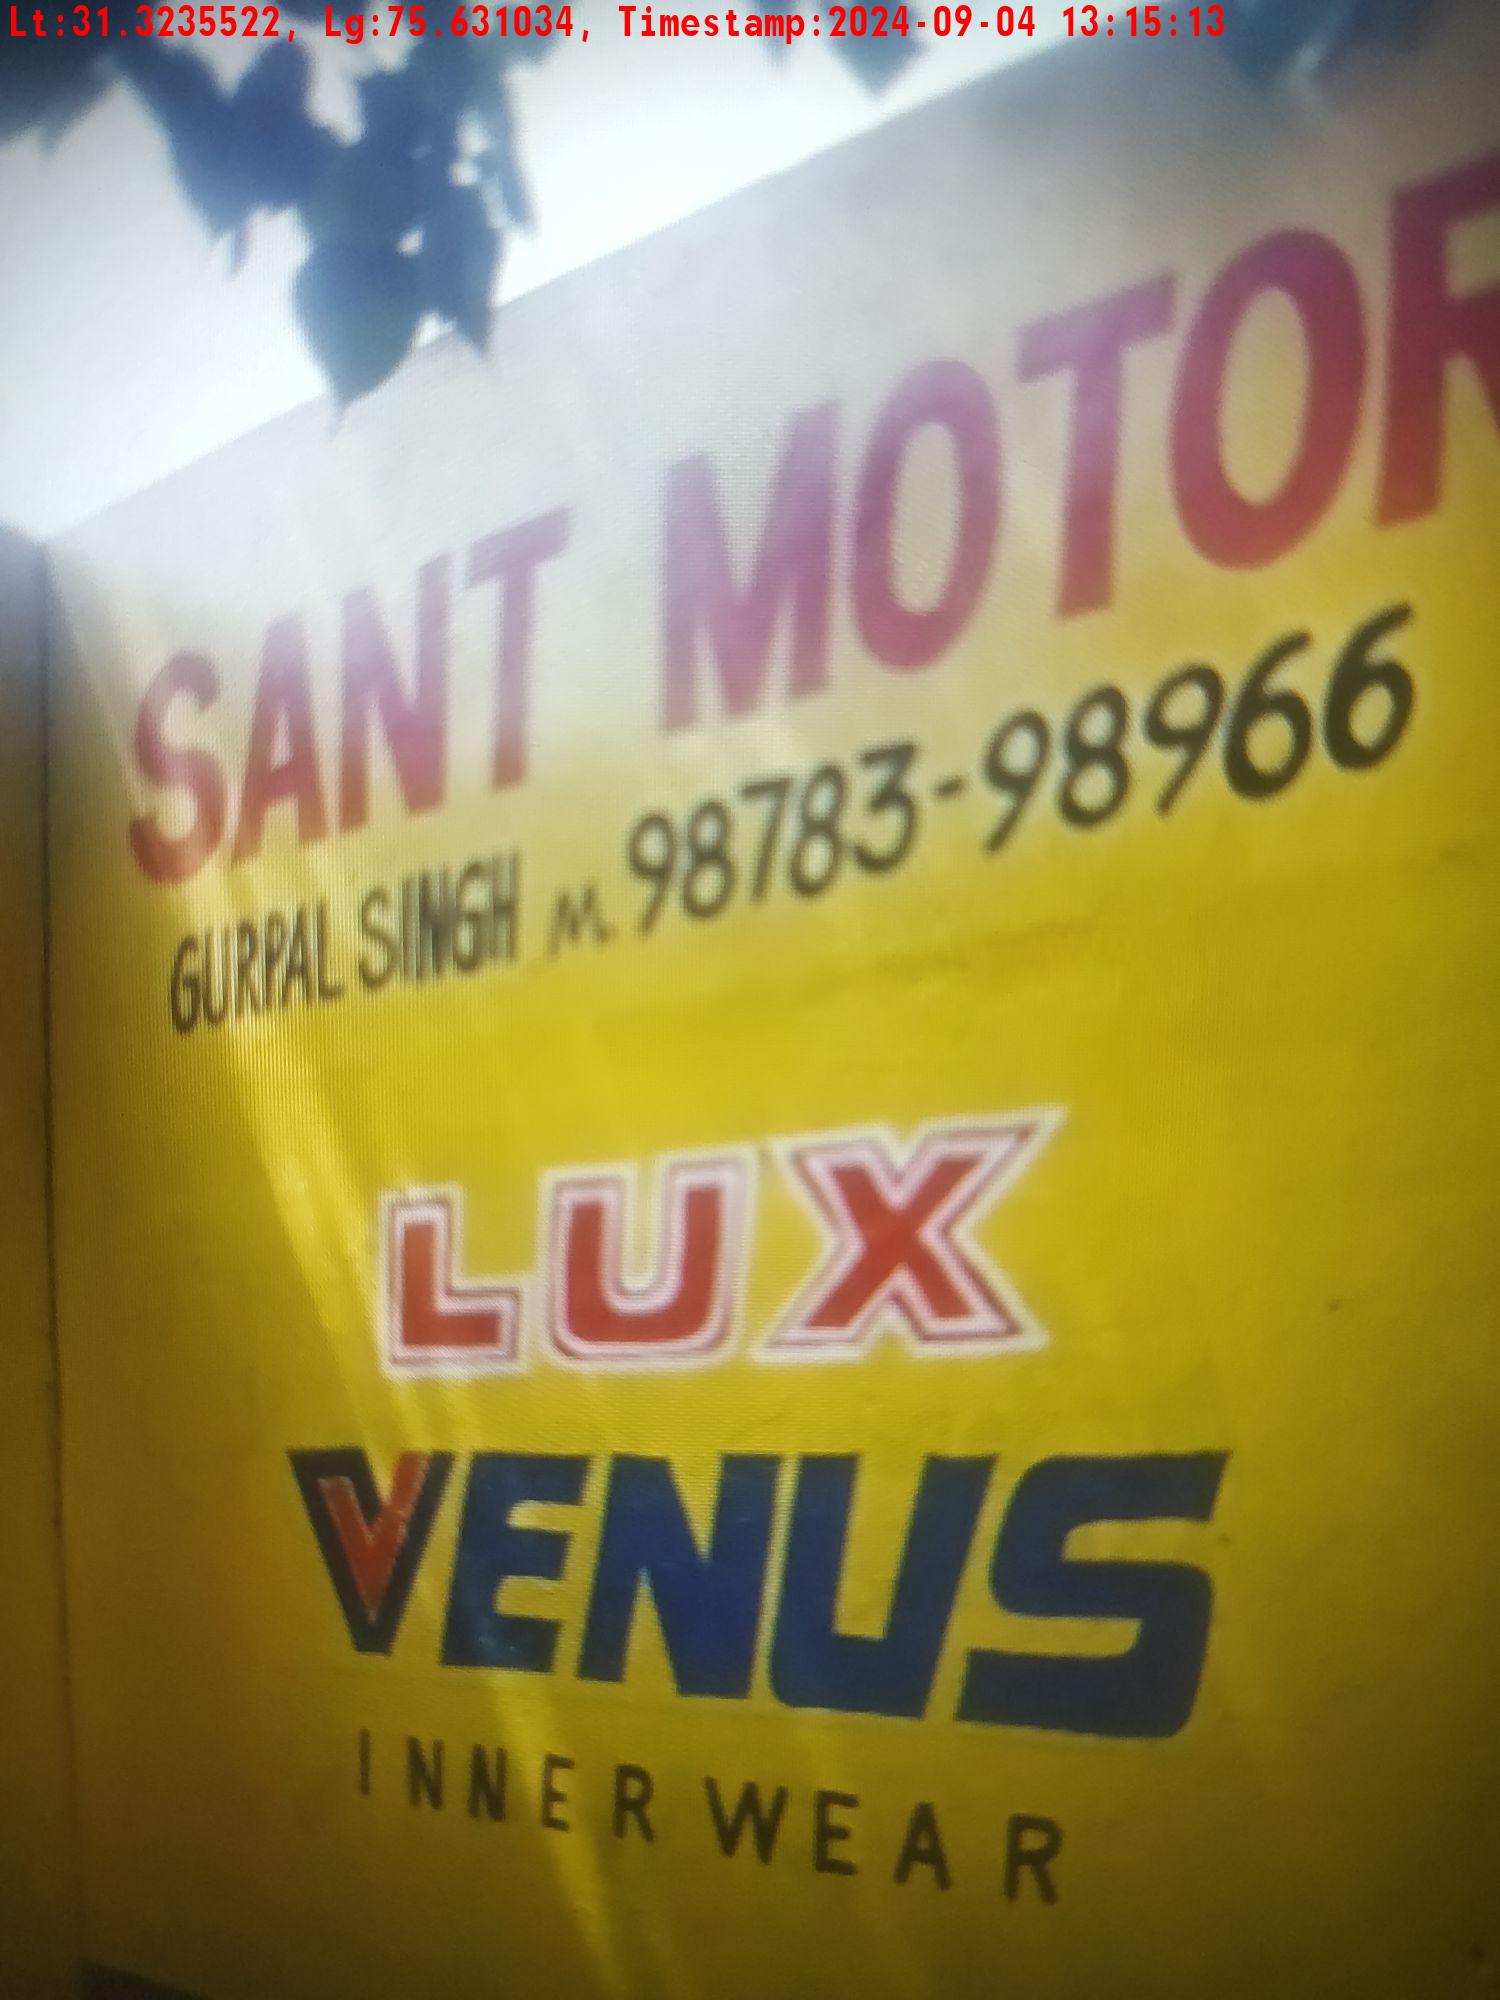 Lt:31.3235522, Lg:75.631034, Timestamp:2024-09-04 13:15:13
SANT MOTOR
GURPAL SINGH M. 98783-98966
LUX
VENUS
INNERWEAR